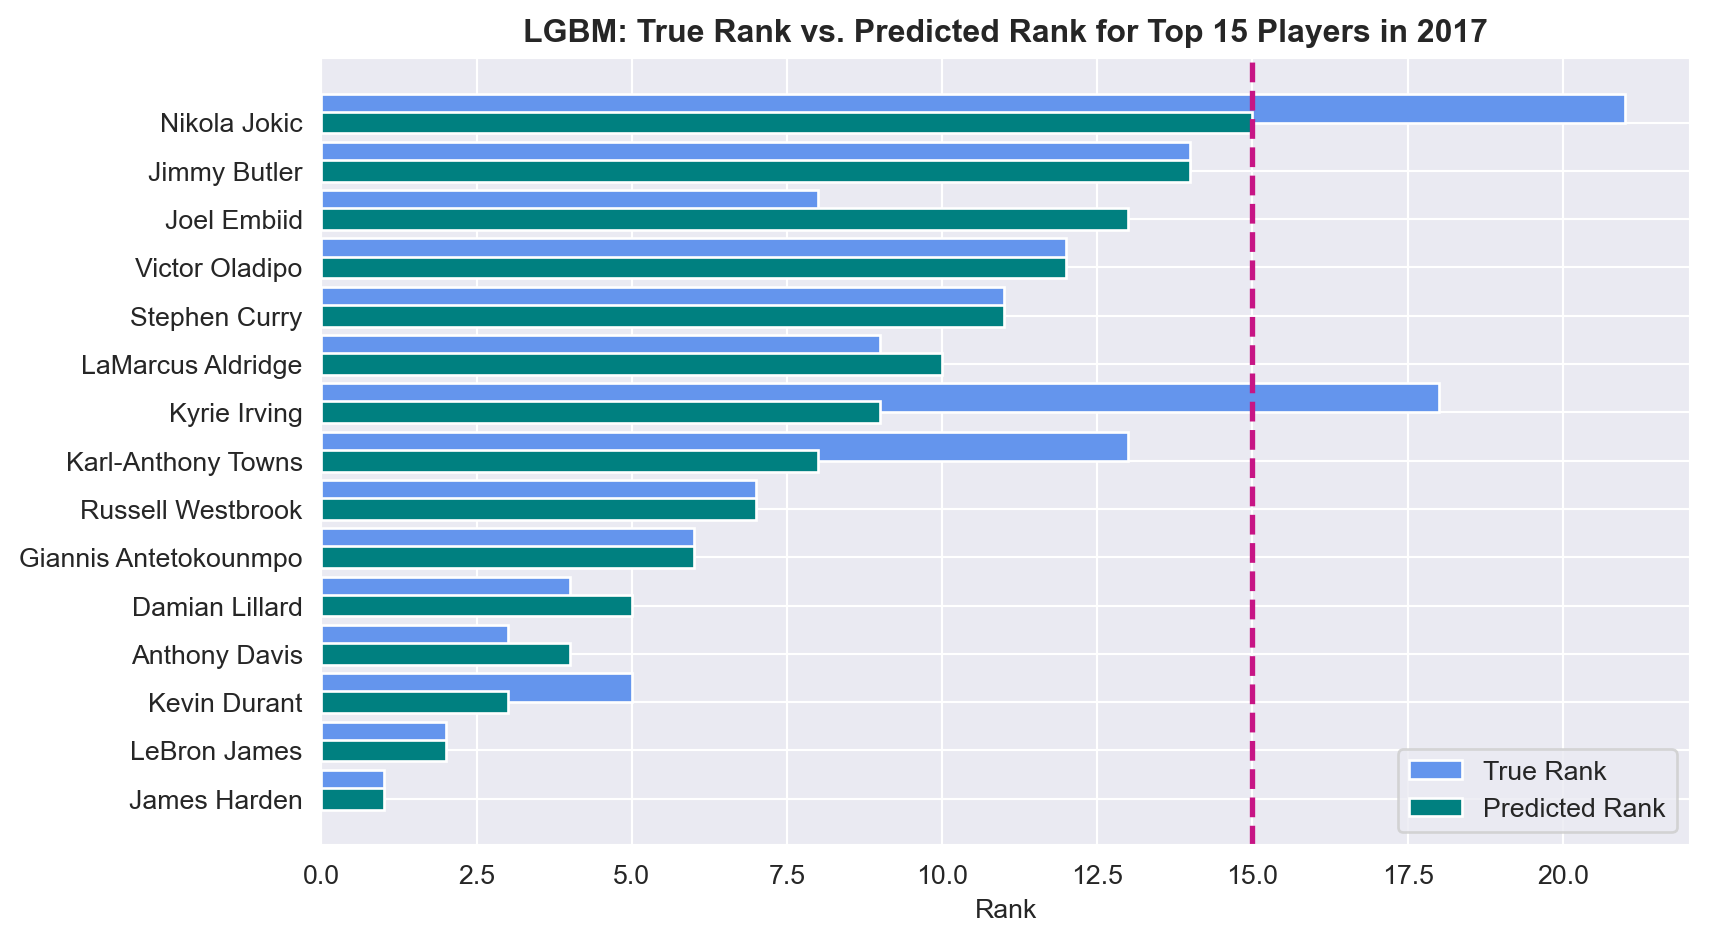 LGBM: True Rank vs. Predicted Rank for Top 15 Players in 2017
Nikola Jokic
Jimmy Butler
Joel Embiid
Victor Oladipo
Stephen Curry
LaMarcus Aldridge
Kyrie Irving
Karl-Anthony Towns
Russell Westbrook
Giannis Antetokounmpo
Damian Lillard
Anthony Davis
Kevin Durant
LeBron James
James Harden
True Rank
Predicted Rank
0.0 2.5 5.0 7.5 10.0 12.5 15.0 17.5 20.0
Rank